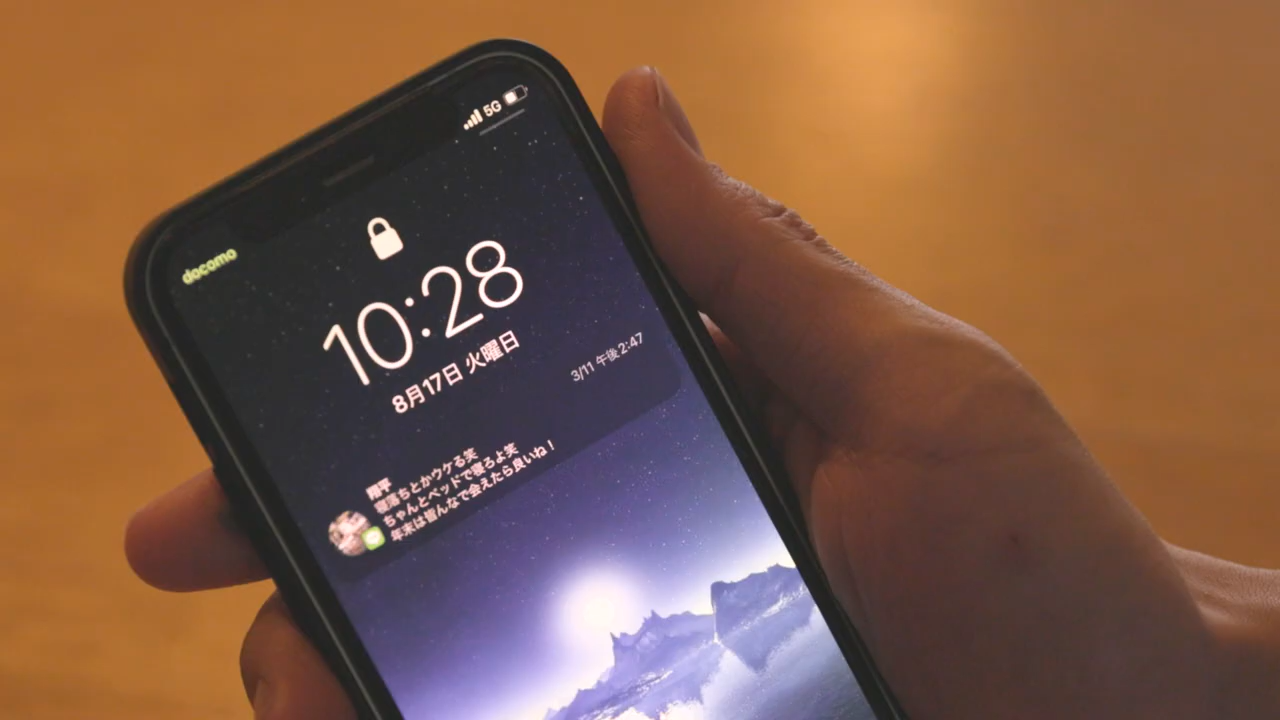 5G
docomo
10:28
8月17日 火曜日
3/11 午後2:47
翔平
寝落ちとかウケる笑
ちゃんとベッドで寝ろよ笑
年末は皆んなで会えたら良いね！